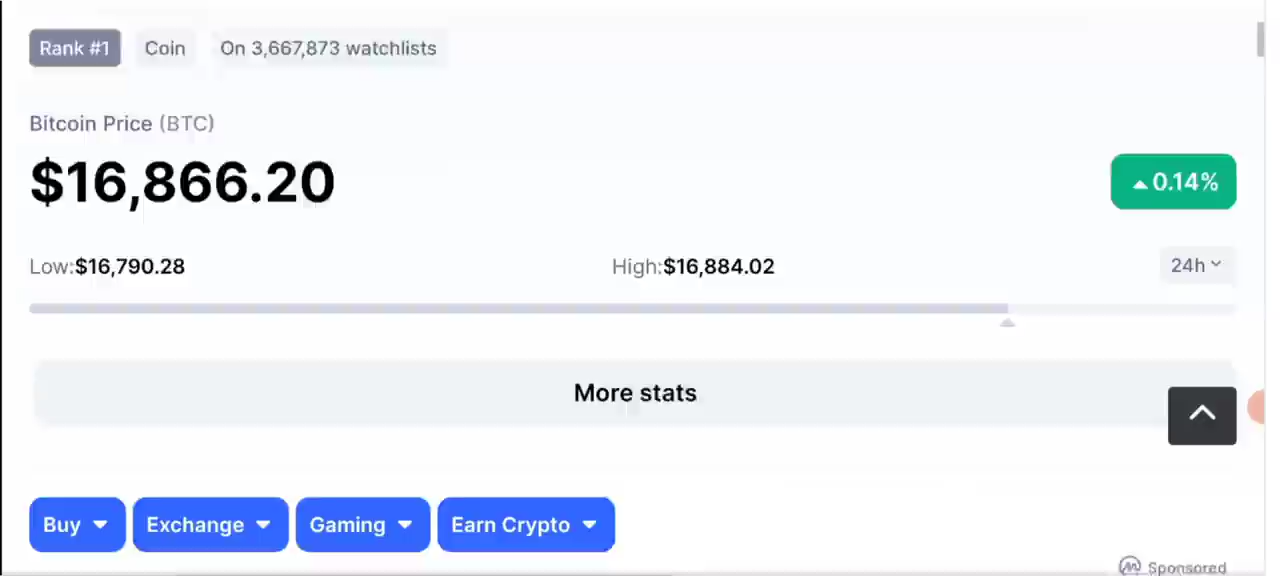 Rank #1 Coin On 3,667,873 watchlists
Bitcoin Price (BTC)
$16,866.20 0.14%
Low:$16,790.28 High:$16,884.02 24h
More stats
Buy Exchange Gaming Earn Crypto
Sponsored